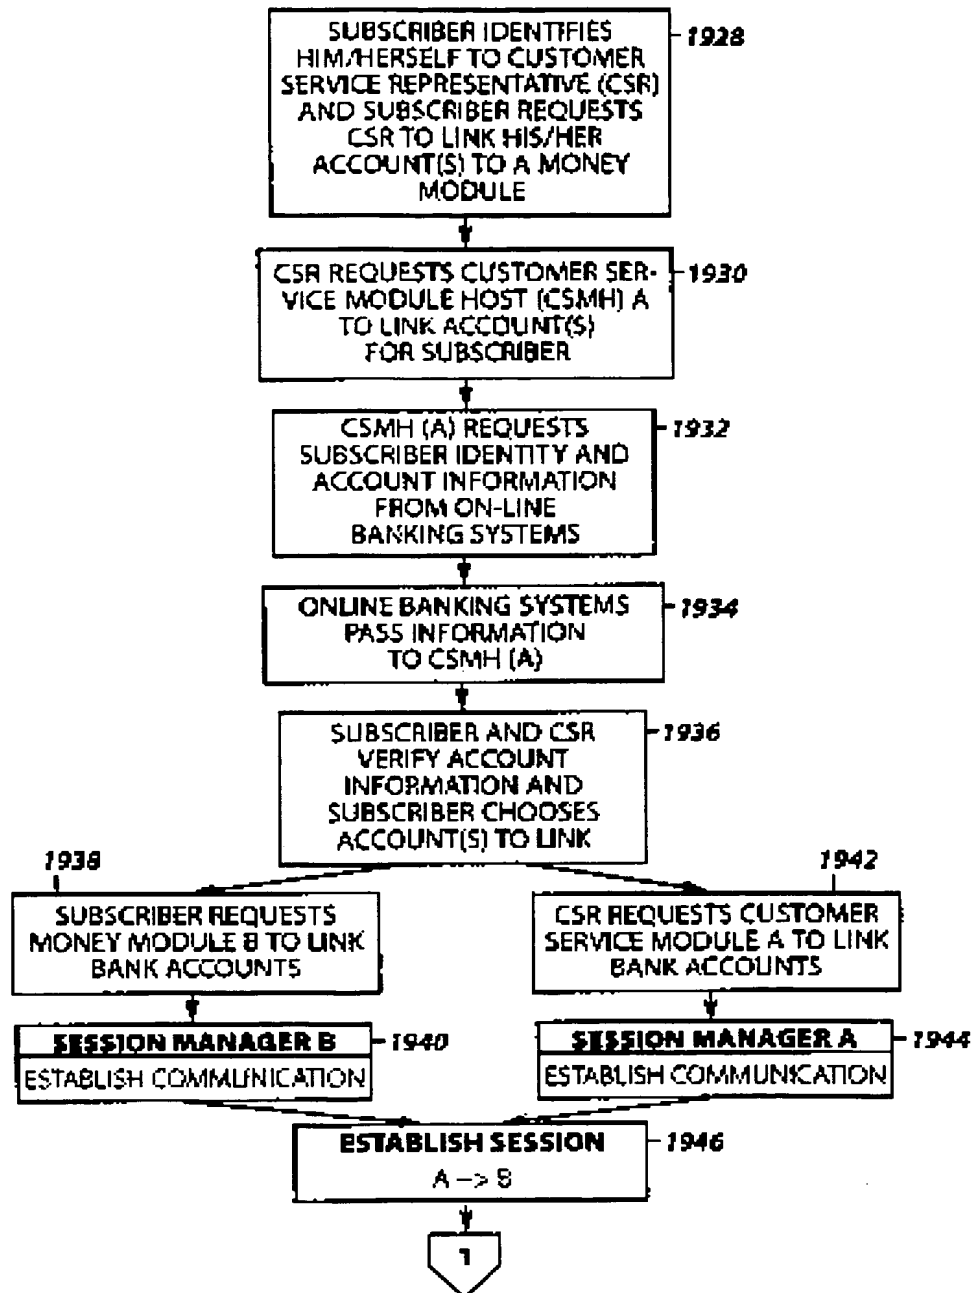 SUBSCRIBER IDENTIFIES
HIM/HERSELF TO CUSTOMER
SERVICE REPRESENTATIVE (CSR)
AND SUBSCRIBER REQUESTS
CSR TO LINK HIS/HER
ACCOUNT(S) TO A MONEY
MODULE
1928
CSR REQUESTS CUSTOMER SER-
VICE MODULE HOST (CSMH) A
TO LINK ACCOUNT(S)
FOR SUBSCRIBER
1930
CSMH (A) REQUESTS
SUBSCRIBER IDENTITY AND
ACCOUNT INFORMATION
FROM ON-LINE
BANKING SYSTEMS
1932
ONLINE BANKING SYSTEMS
PASS INFORMATION
TO CSMH (A)
1934
SUBSCRIBER AND CSR
VERIFY ACCOUNT
INFORMATION AND
SUBSCRIBER CHOOSES
ACCOUNT(S) TO LINK
1936
1938
SUBSCRIBER REQUESTS
MONEY MODULE B TO LINK
BANK ACCOUNTS
1942
CSR REQUESTS CUSTOMER
SERVICE MODULE A TO LINK
BANK ACCOUNTS
SESSION MANAGER B
1940
ESTABLISH COMMUNICATION
SESSION MANAGER A
1944
ESTABLISH COMMUNICATION
ESTABLISH SESSION
1946
A -> B
1